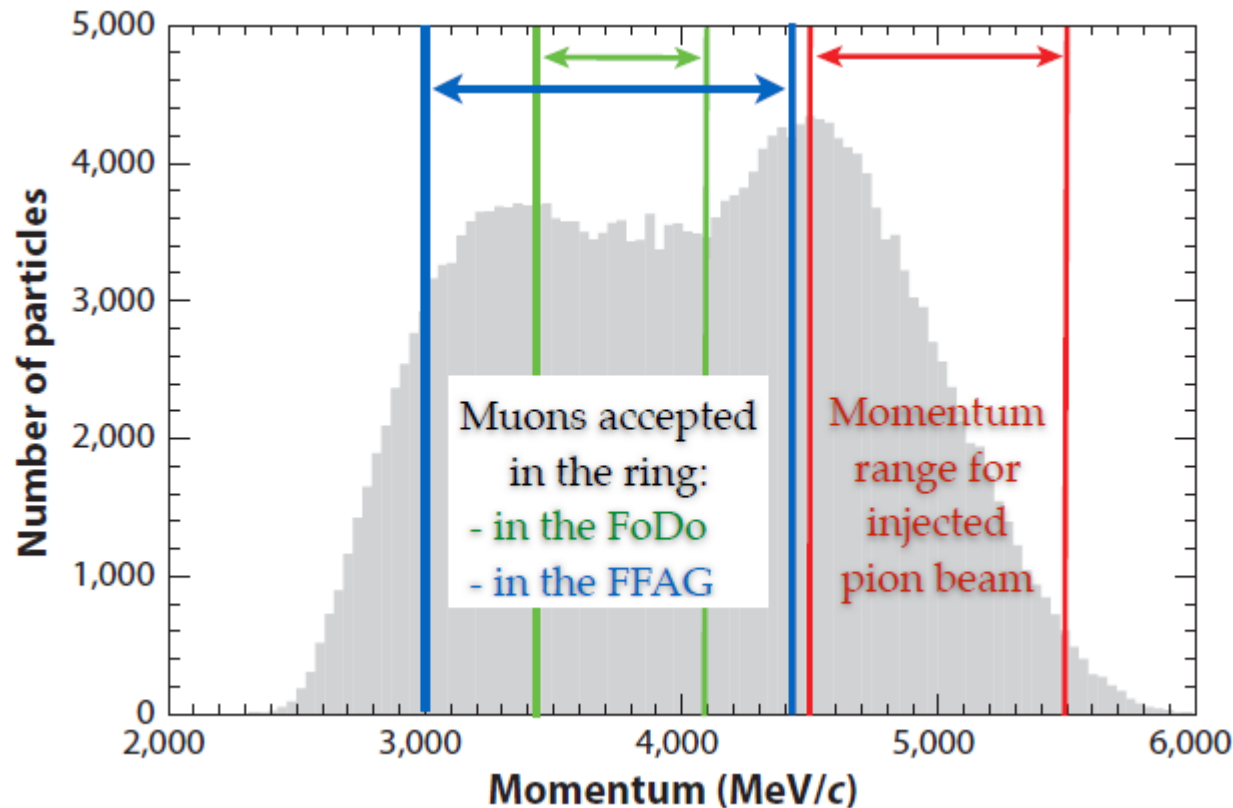 5,000
4,000
3,000
2,000
1,000
0
Number of particles
Muons accepted
in the ring:
- in the FoDo
- in the FFAG
Momentum
range for
injected
pion beam
2,000 3,000 4,000 5,000 6,000
Momentum (MeV/c)